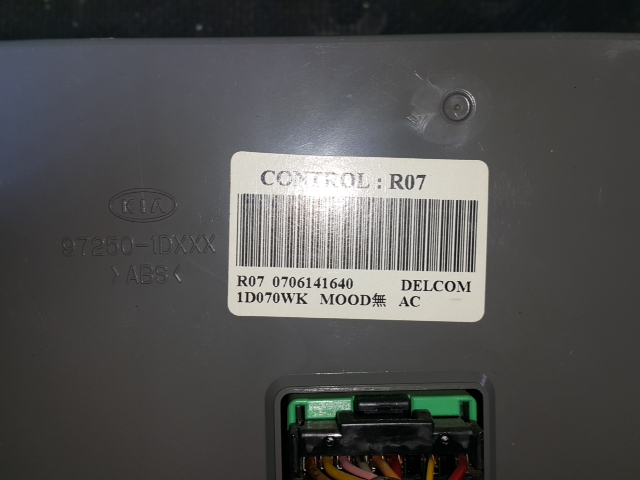 CONTROL : R07
KIA
97250-1DXXX
>ABS<
R07 0706141640 DELCOM
1D070WK MOOD無 AC